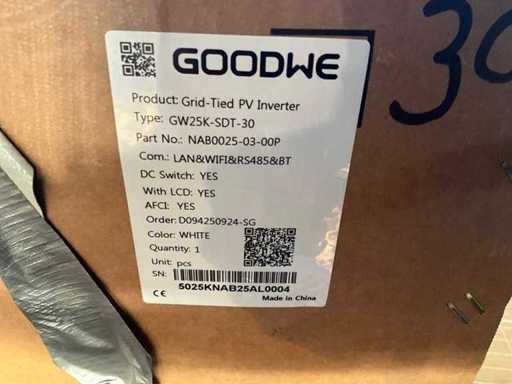 GOODWE
Product: Grid-Tied PV Inverter
Type: GW25K-SDT-30
Part No.: NAB0025-03-00P
Com.: LAN&WIFI&RS485&BT
DC Switch: YES
With LCD: YES
AFCI: YES
Order: D094250924-SG
Color: WHITE
Quantity: 1
Unit: pcs
SN:
5025KNAB25AL0004
CE Made in China
30